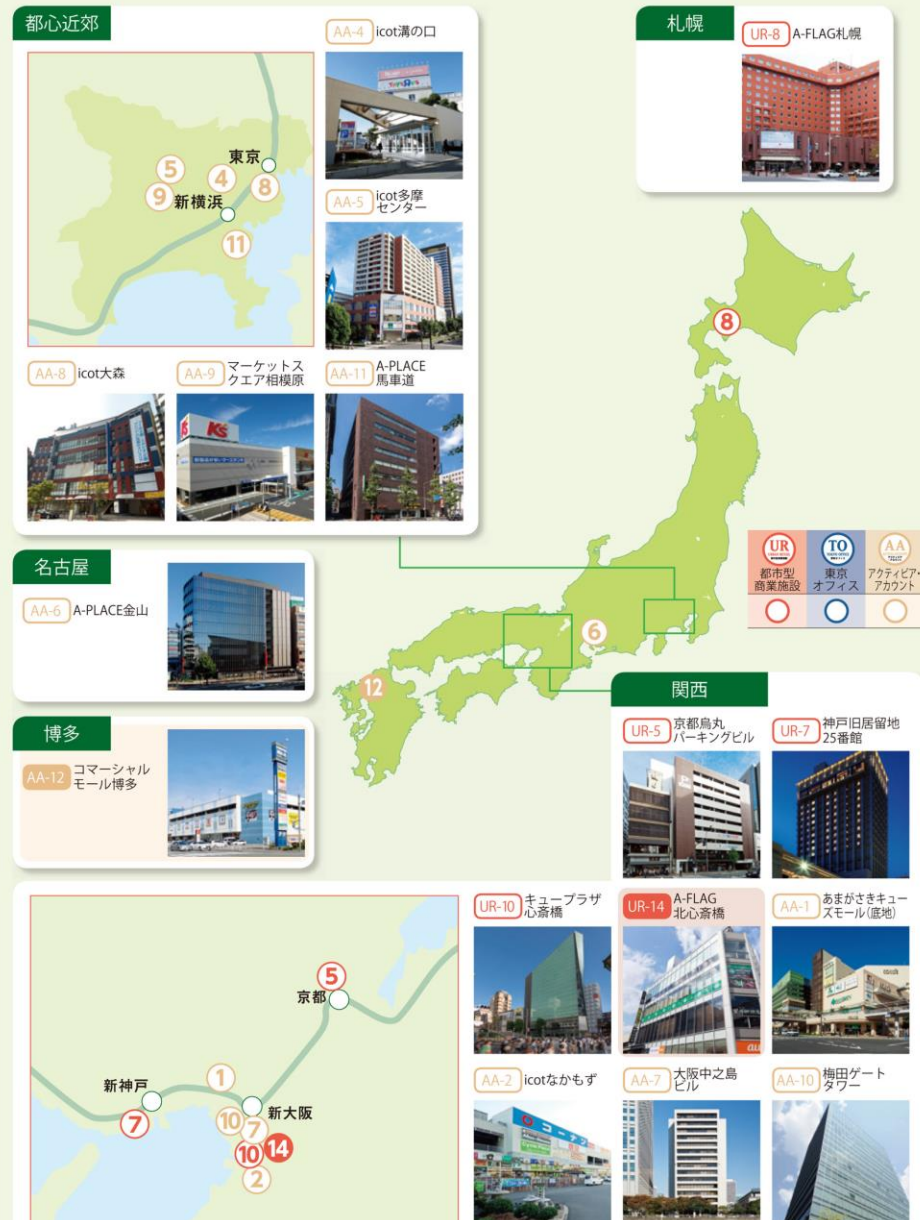 都心近郊
東京
新横浜
5
4
8
9
11
AA-4
icot溝の口
TOYSRUS
AA-5
icot多摩
センター
AA-8
icot大森
AA-9
マーケットス
クエア相模原
K's
AA-11
A-PLACE
馬車道
札幌
UR-8
A-FLAG札幌
8
6
12
UR
都市型
商業施設
TO
東京
オフィス
AA
アクティビア・
アカウント
名古屋
AA-6
A-PLACE金山
博多
AA-12
コマーシャル
モール博多
関西
UR-5
京都烏丸
パーキングビル
UR-7
神戸旧居留地
25番館
UR-10
キュープラザ
心斎橋
UR-14
A-FLAG
北心斎橋
au
AA-1
あまがさきキュー
ズモール(底地)
AA-2
icotなかもず
コーナン
AA-7
大阪中之島
ビル
AA-10
梅田ゲート
タワー
5
京都
新神戸
7
1
新大阪
10
7
10
14
2